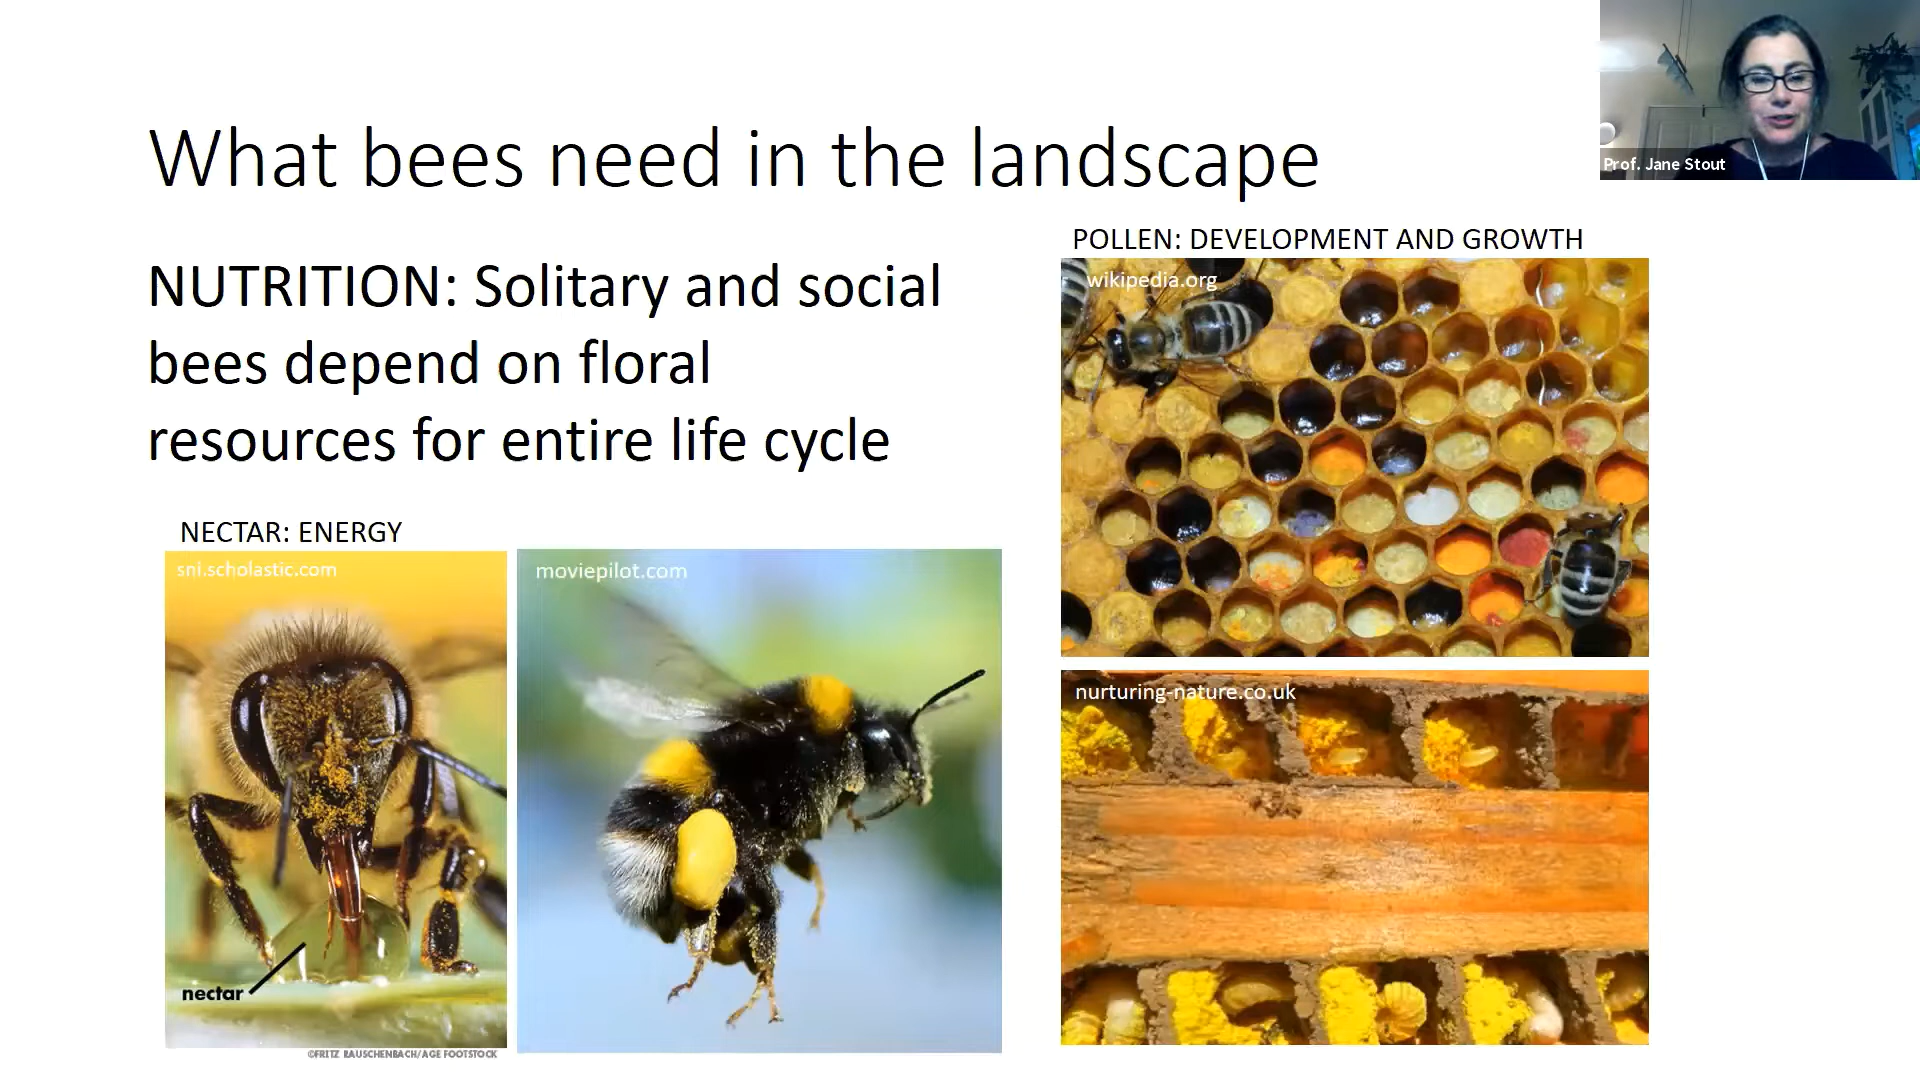 What bees need in the landscape
Prof. Jane Stout
NUTRITION: Solitary and social
bees depend on floral
resources for entire life cycle
POLLEN: DEVELOPMENT AND GROWTH
wikipedia.org
NECTAR: ENERGY
sni.scholastic.com
moviepilot.com
nurturing-nature.co.uk
nectar
©FRITZ RAUSCHENBACH/AGE FOOTSTOCK